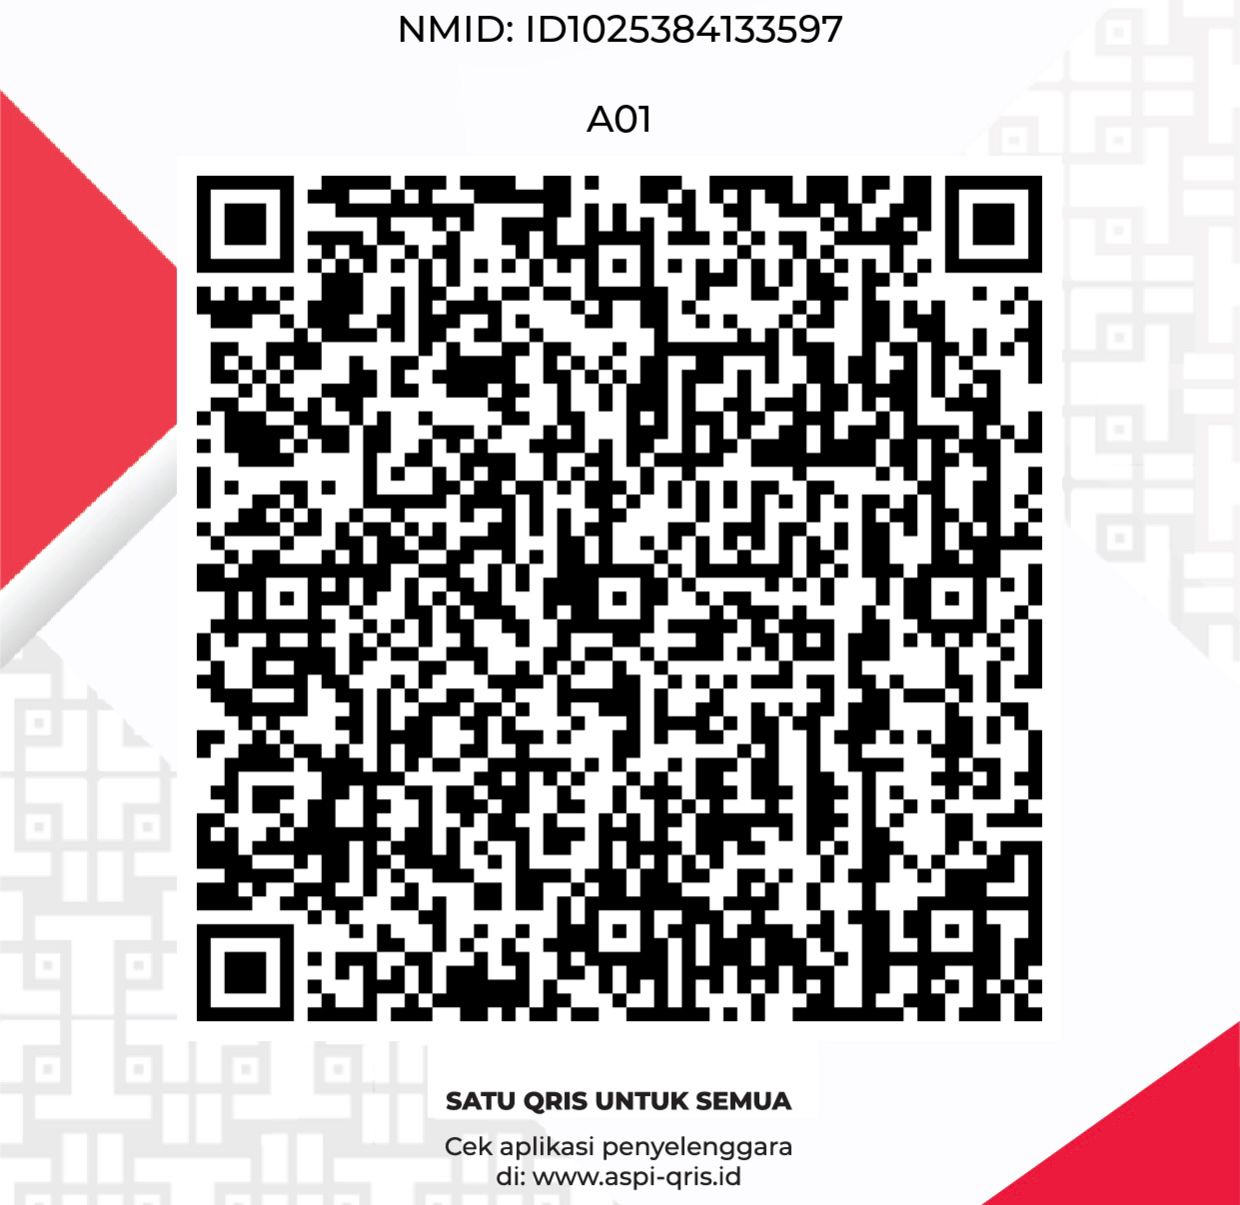 NMID: ID1025384133597
A01
SATU QRIS UNTUK SEMUA
Cek aplikasi penyelenggara
di: www.aspi-qris.id